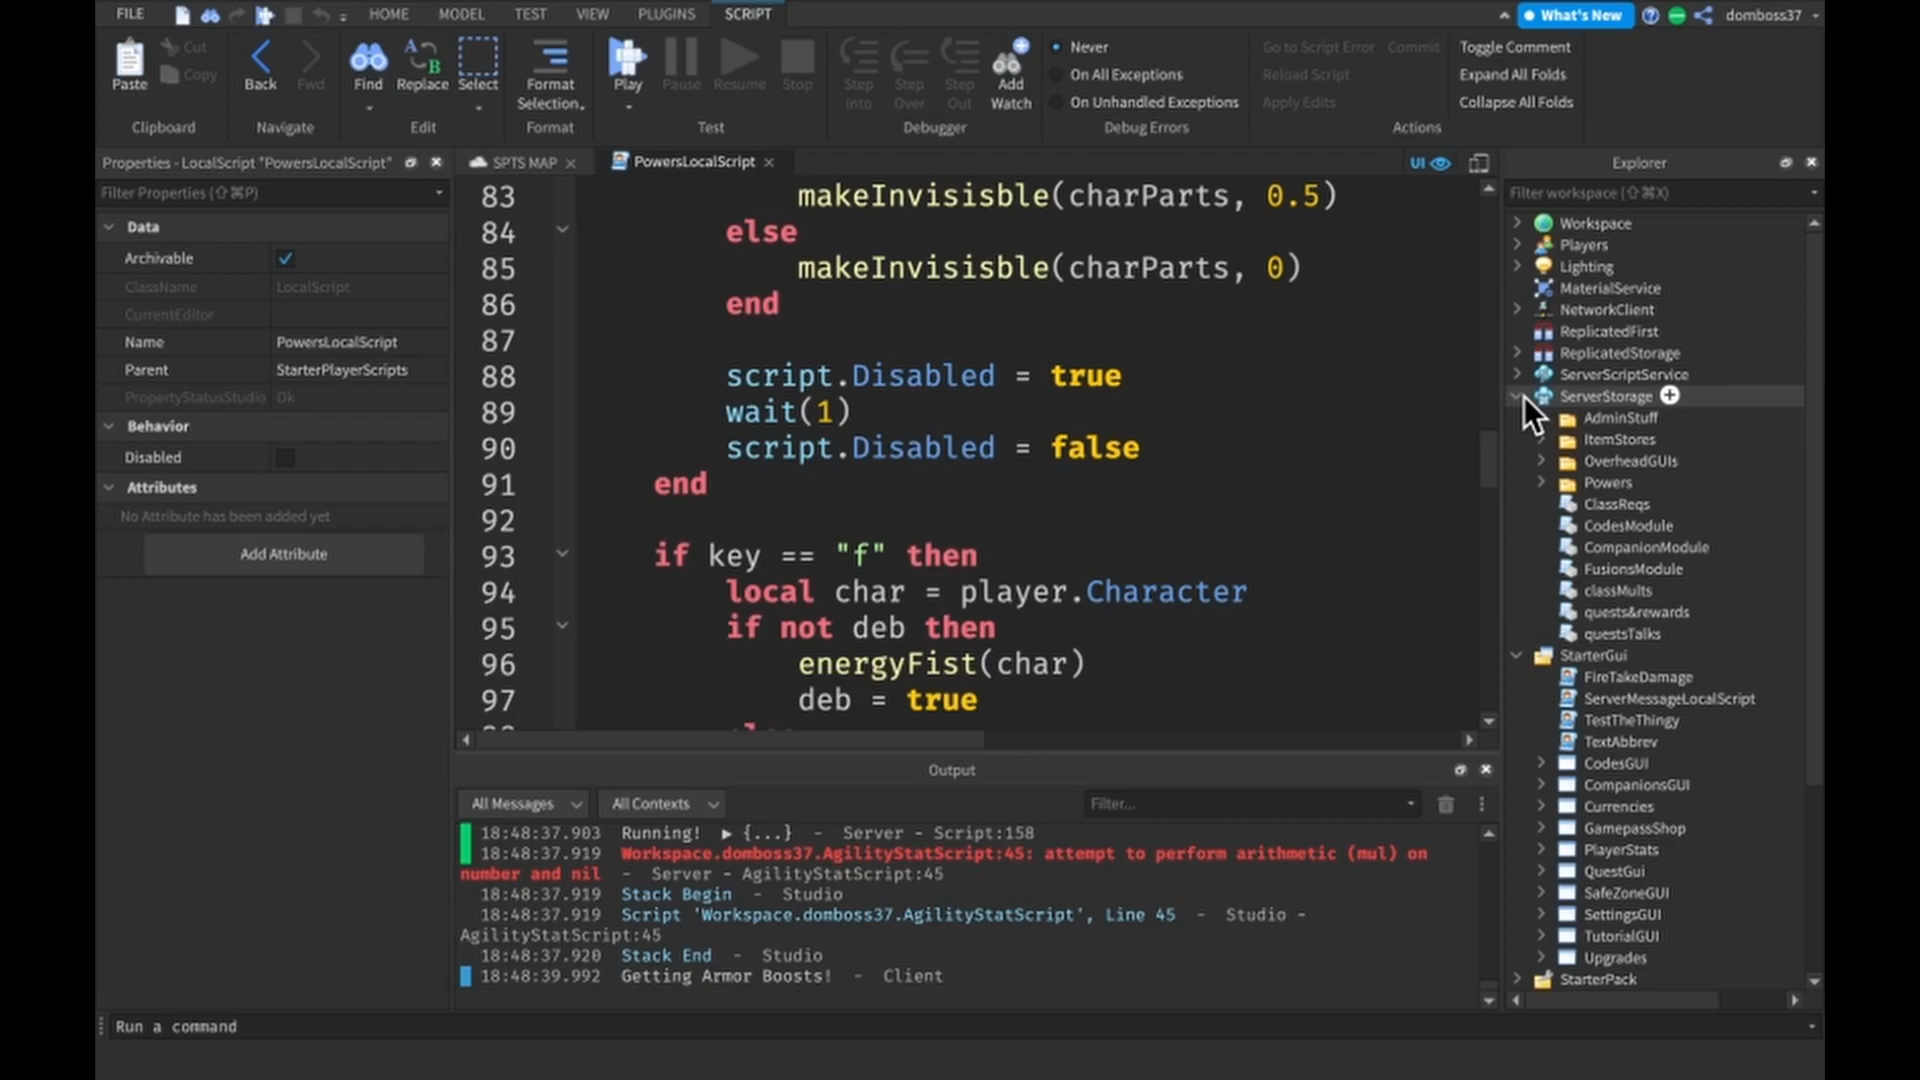 FILE HOME MODEL TEST VIEW PLUGINS SCRIPT What's New domboss37
Paste Cut Copy Clipboard
Back Fwd Navigate
Find Replace Select Edit
Format Selection Format
Play Pause Resume Stop Test
Step Into Step Over Step Out Add Watch Debugger
Never
On All Exceptions
On Unhandled Exceptions
Debug Errors
Go to Script Error Commit Toggle Comment
Reload Script Expand All Folds
Apply Edits Collapse All Folds
Actions
Properties - LocalScript "PowersLocalScript"
Filter Properties (⇧⌘P)
Data
Archivable
ClassName LocalScript
CurrentEditor
Name PowersLocalScript
Parent StarterPlayerScripts
PropertyStatusStudio Ok
Behavior
Disabled
Attributes
No Attribute has been added yet
Add Attribute
SPTS MAP PowersLocalScript UI
83 makeInvisisble(charParts, 0.5)
84 else
85 makeInvisisble(charParts, 0)
86 end
87
88 script.Disabled = true
89 wait(1)
90 script.Disabled = false
91 end
92
93 if key == "f" then
94 local char = player.Character
95 if not deb then
96 energyFist(char)
97 deb = true
Output
All Messages All Contexts Filter...
18:48:37.903 Running! ▶ {...} - Server - Script:158
18:48:37.919 Workspace.domboss37.AgilityStatScript:45: attempt to perform arithmetic (mul) on
number and nil - Server - AgilityStatScript:45
18:48:37.919 Stack Begin - Studio
18:48:37.919 Script 'Workspace.domboss37.AgilityStatScript', Line 45 - Studio -
AgilityStatScript:45
18:48:37.920 Stack End - Studio
18:48:39.992 Getting Armor Boosts! - Client
Explorer
Filter workspace (⇧⌘X)
Workspace
Players
Lighting
MaterialService
NetworkClient
ReplicatedFirst
ReplicatedStorage
ServerScriptService
ServerStorage
AdminStuff
ItemStores
OverheadGUIs
Powers
ClassReqs
CodesModule
CompanionModule
FusionsModule
classMults
quests&rewards
questsTalks
StarterGui
FireTakeDamage
ServerMessageLocalScript
TestTheThingy
TextAbbrev
CodesGUI
CompanionsGUI
Currencies
GamepassShop
PlayerStats
QuestGui
SafeZoneGUI
SettingsGUI
TutorialGUI
Upgrades
StarterPack
Run a command